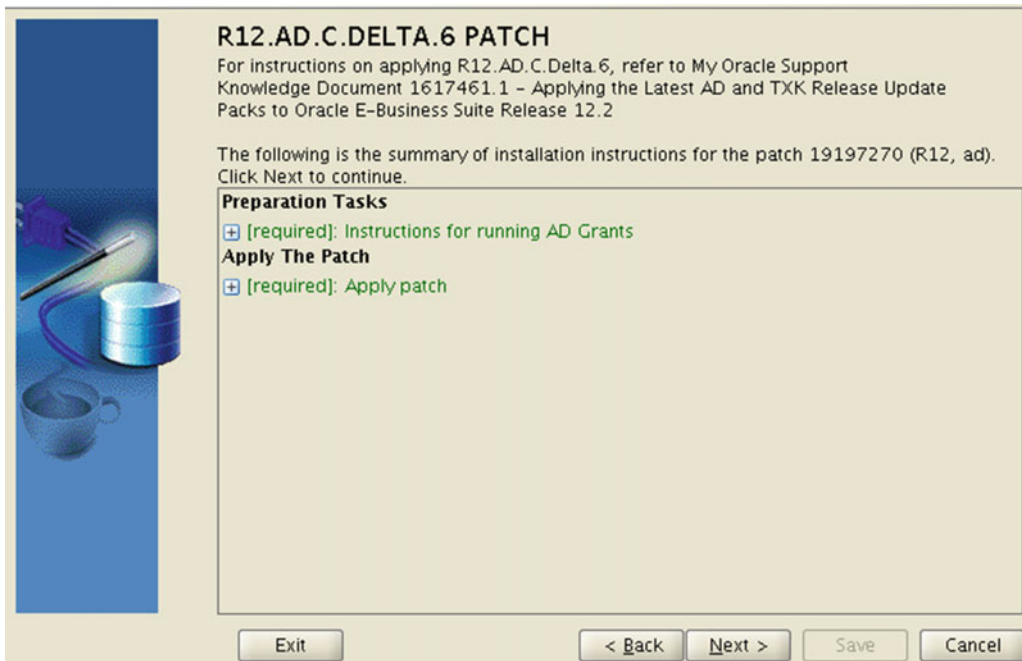 R12.AD.C.DELTA.6 PATCH
For instructions on applying R12.AD.C.Delta.6, refer to My Oracle Support
Knowledge Document 1617461.1 – Applying the Latest AD and TXK Release Update
Packs to Oracle E-Business Suite Release 12.2
The following is the summary of installation instructions for the patch 19197270 (R12, ad).
Click Next to continue.
Preparation Tasks
[required]: Instructions for running AD Grants
Apply The Patch
[required]: Apply patch
Exit < Back Next > Save Cancel